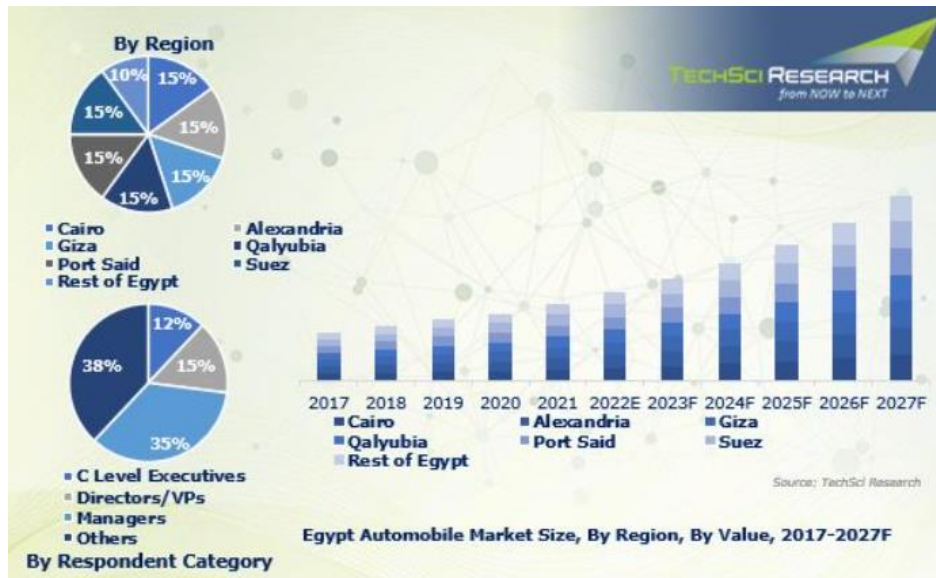 By Region
10%
15%
15%
15%
15%
15%
15%
Cairo
Alexandria
Giza
Qalyubia
Port Said
Suez
Rest of Egypt
TECHSCI RESEARCH
from NOW to NEXT
12%
15%
35%
38%
C Level Executives
Directors/VPs
Managers
Others
By Respondent Category
2017 2018 2019 2020 2021 2022E 2023F 2024F 2025F 2026F 2027F
Cairo
Alexandria
Giza
Qalyubia
Port Said
Suez
Rest of Egypt
Source: TechSci Research
Egypt Automobile Market Size, By Region, By Value, 2017-2027F